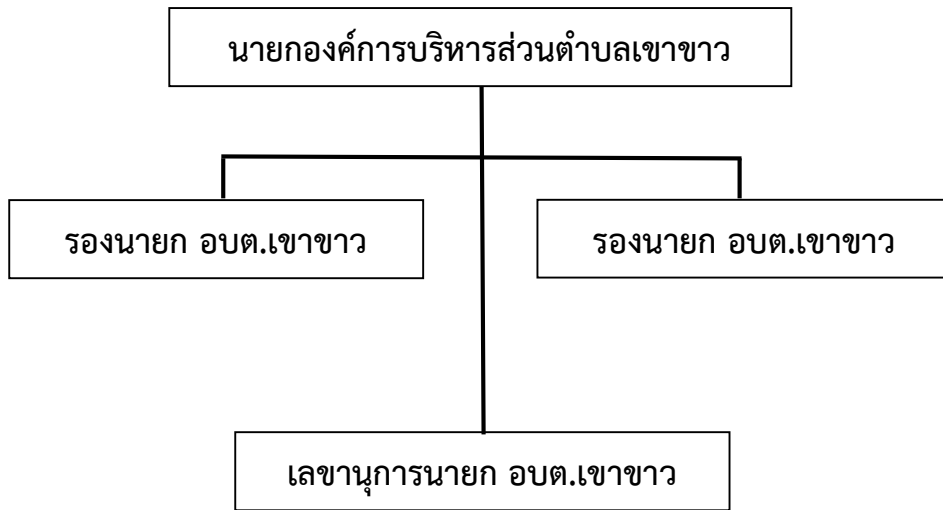 นายกองค์การบริหารส่วนตำบลเขาขาว
รองนายก อบต.เขาขาว
รองนายก อบต.เขาขาว
เลขานุการนายก อบต.เขาขาว